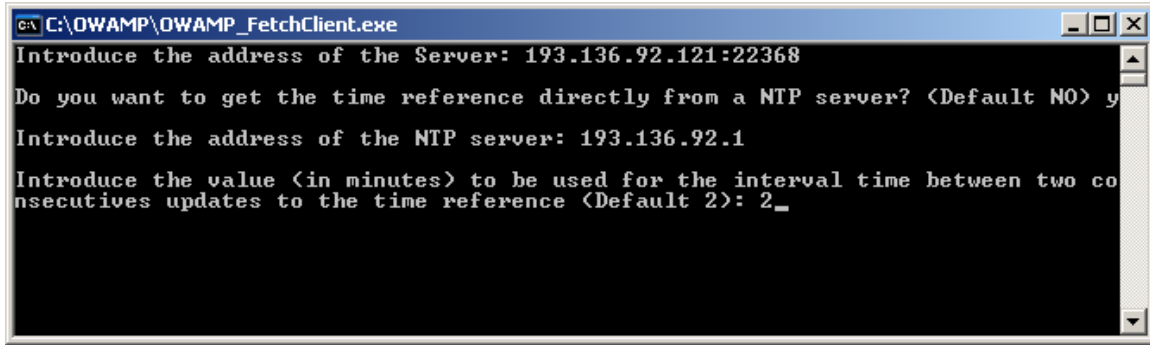 C:\OWAMP\OWAMP_FetchClient.exe
Introduce the address of the Server: 193.136.92.121:22368
Do you want to get the time reference directly from a NTP server? (Default NO) y
Introduce the address of the NTP server: 193.136.92.1
Introduce the value (in minutes) to be used for the interval time between two co
nsecutives updates to the time reference (Default 2): 2_